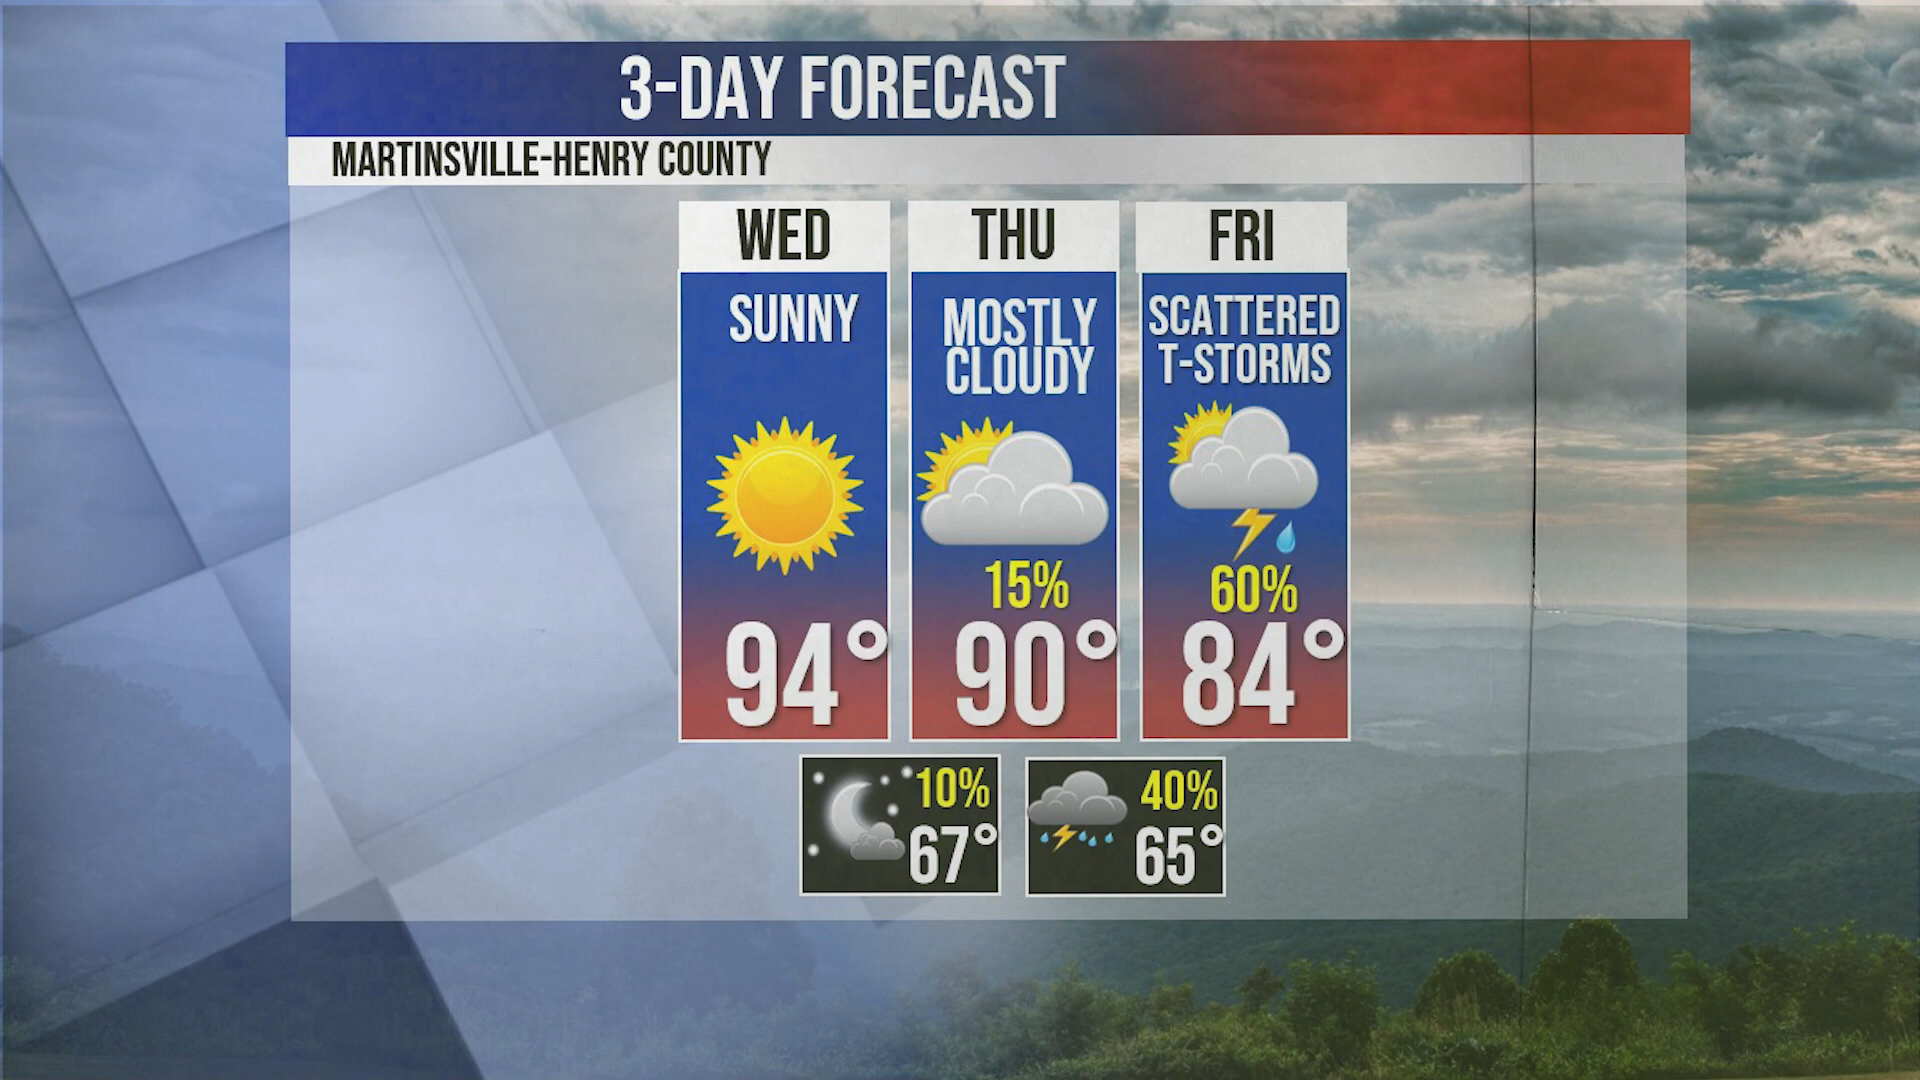 3-DAY FORECAST
MARTINSVILLE-HENRY COUNTY
WED
SUNNY
94°
THU
MOSTLY
CLOUDY
15%
90°
FRI
SCATTERED
T-STORMS
60%
84°
10%
67°
40%
65°